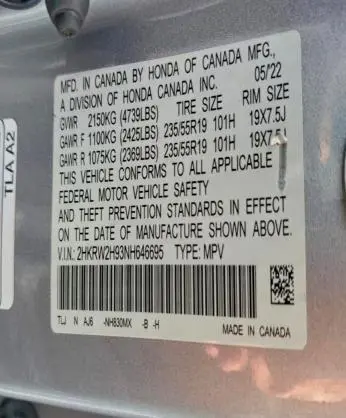 MFD. IN CANADA BY HONDA OF CANADA MFG.,
A DIVISION OF HONDA CANADA INC. 05/'22
GVWR 2150KG (4739LBS) TIRE SIZE RIM SIZE
GAWR F 1100KG (2425LBS) 235/55R19 101H 19X7.5J
GAWR R 1075KG (2369LBS) 235/55R19 101H 19X7.5J
THIS VEHICLE CONFORMS TO ALL APPLICABLE
FEDERAL MOTOR VEHICLE SAFETY
AND THEFT PREVENTION STANDARDS IN EFFECT
ON THE DATE OF MANUFACTURE SHOWN ABOVE.
V.I.N.: 2HKRW2H93NH646695 TYPE: MPV
TLJ N AJ6 -NH830MX -B -H
MADE IN CANADA
TLA A2